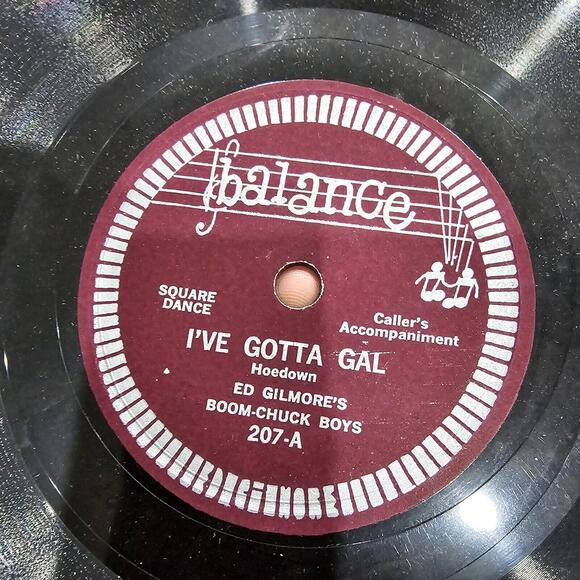 balance
SQUARE
DANCE
Caller's
Accompaniment
I'VE GOTTA GAL
Hoedown
ED GILMORE'S
BOOM-CHUCK BOYS
207-A